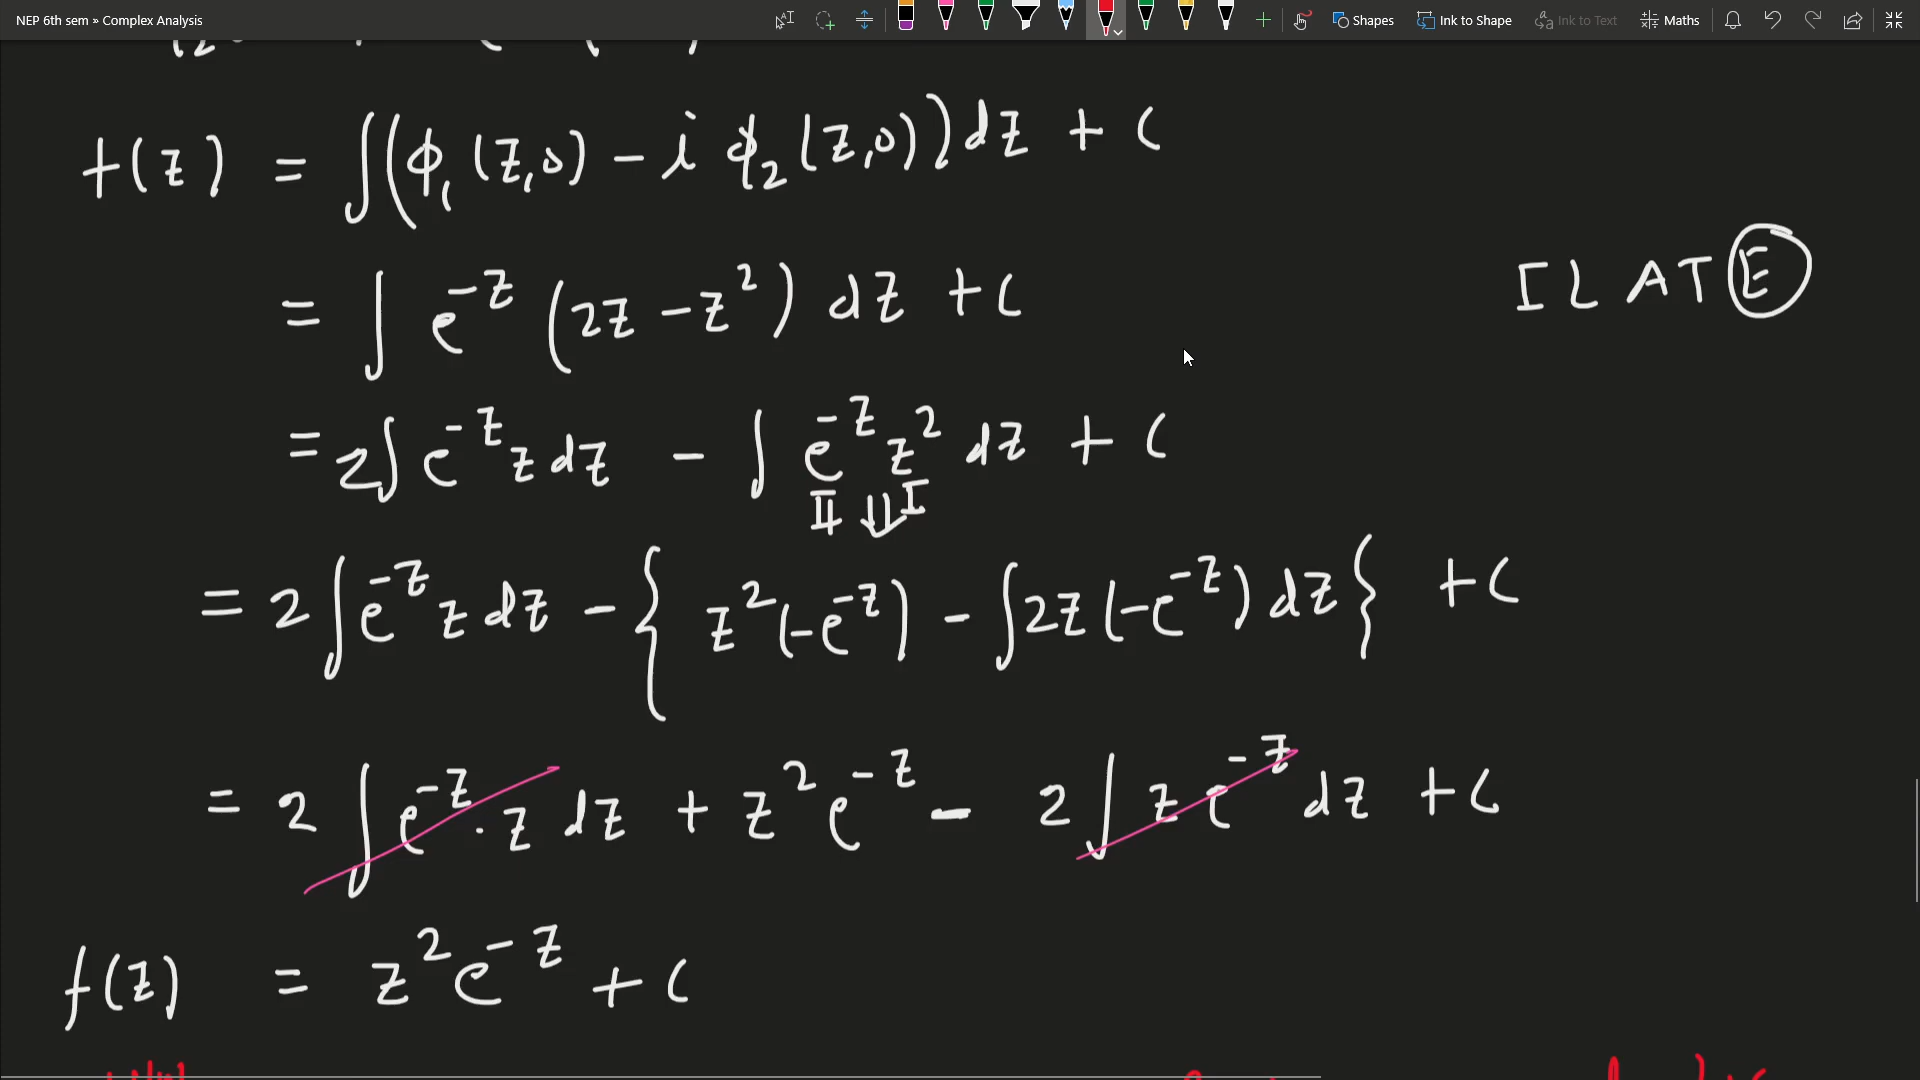 NEP 6th sem » Complex Analysis
Shapes Ink to Shape Ink to Text Maths
f(z) = ∫(ϕ₁(z,0) - i ϕ₂(z,0))dz + c
I L A T E
= ∫ e^{-z} (2z - z²) dz + c
= 2∫ e^{-z} z dz - ∫ e^{-z} z² dz + c
II ⇓ I
= 2∫e^{-z} z dz - { z²(-e^{-z}) - ∫2z(-e^{-z})dz } + c
= 2∫e^{-z}. z dz + z² e^{-z} - 2∫ z e^{-z} dz + c
f(z) = z² e^{-z} + c